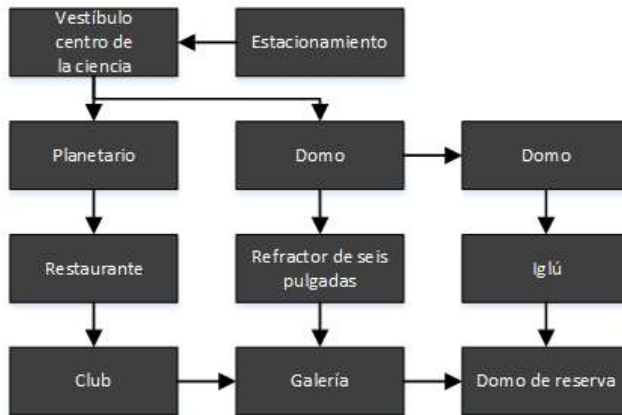 Vestíbulo
centro de
la ciencia
Estacionamiento
Planetario
Domo
Domo
Restaurante
Refractor de seis
pulgadas
Iglú
Club
Galería
Domo de reserva